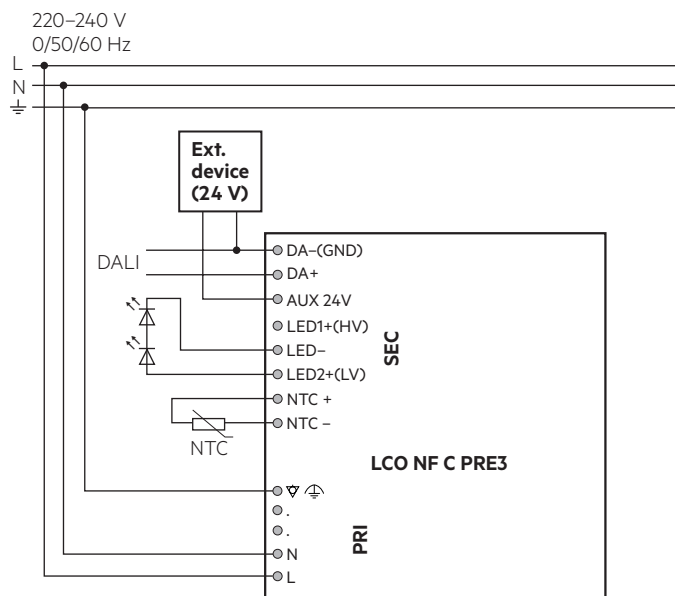 220–240 V
0/50/60 Hz
L
N
Ext.
device
(24 V)
DALI
DA–(GND)
DA+
AUX 24V
LED1+(HV)
LED–
LED2+(LV)
NTC +
NTC –
NTC
SEC
LCO NF C PRE3
.
.
PRI
N
L